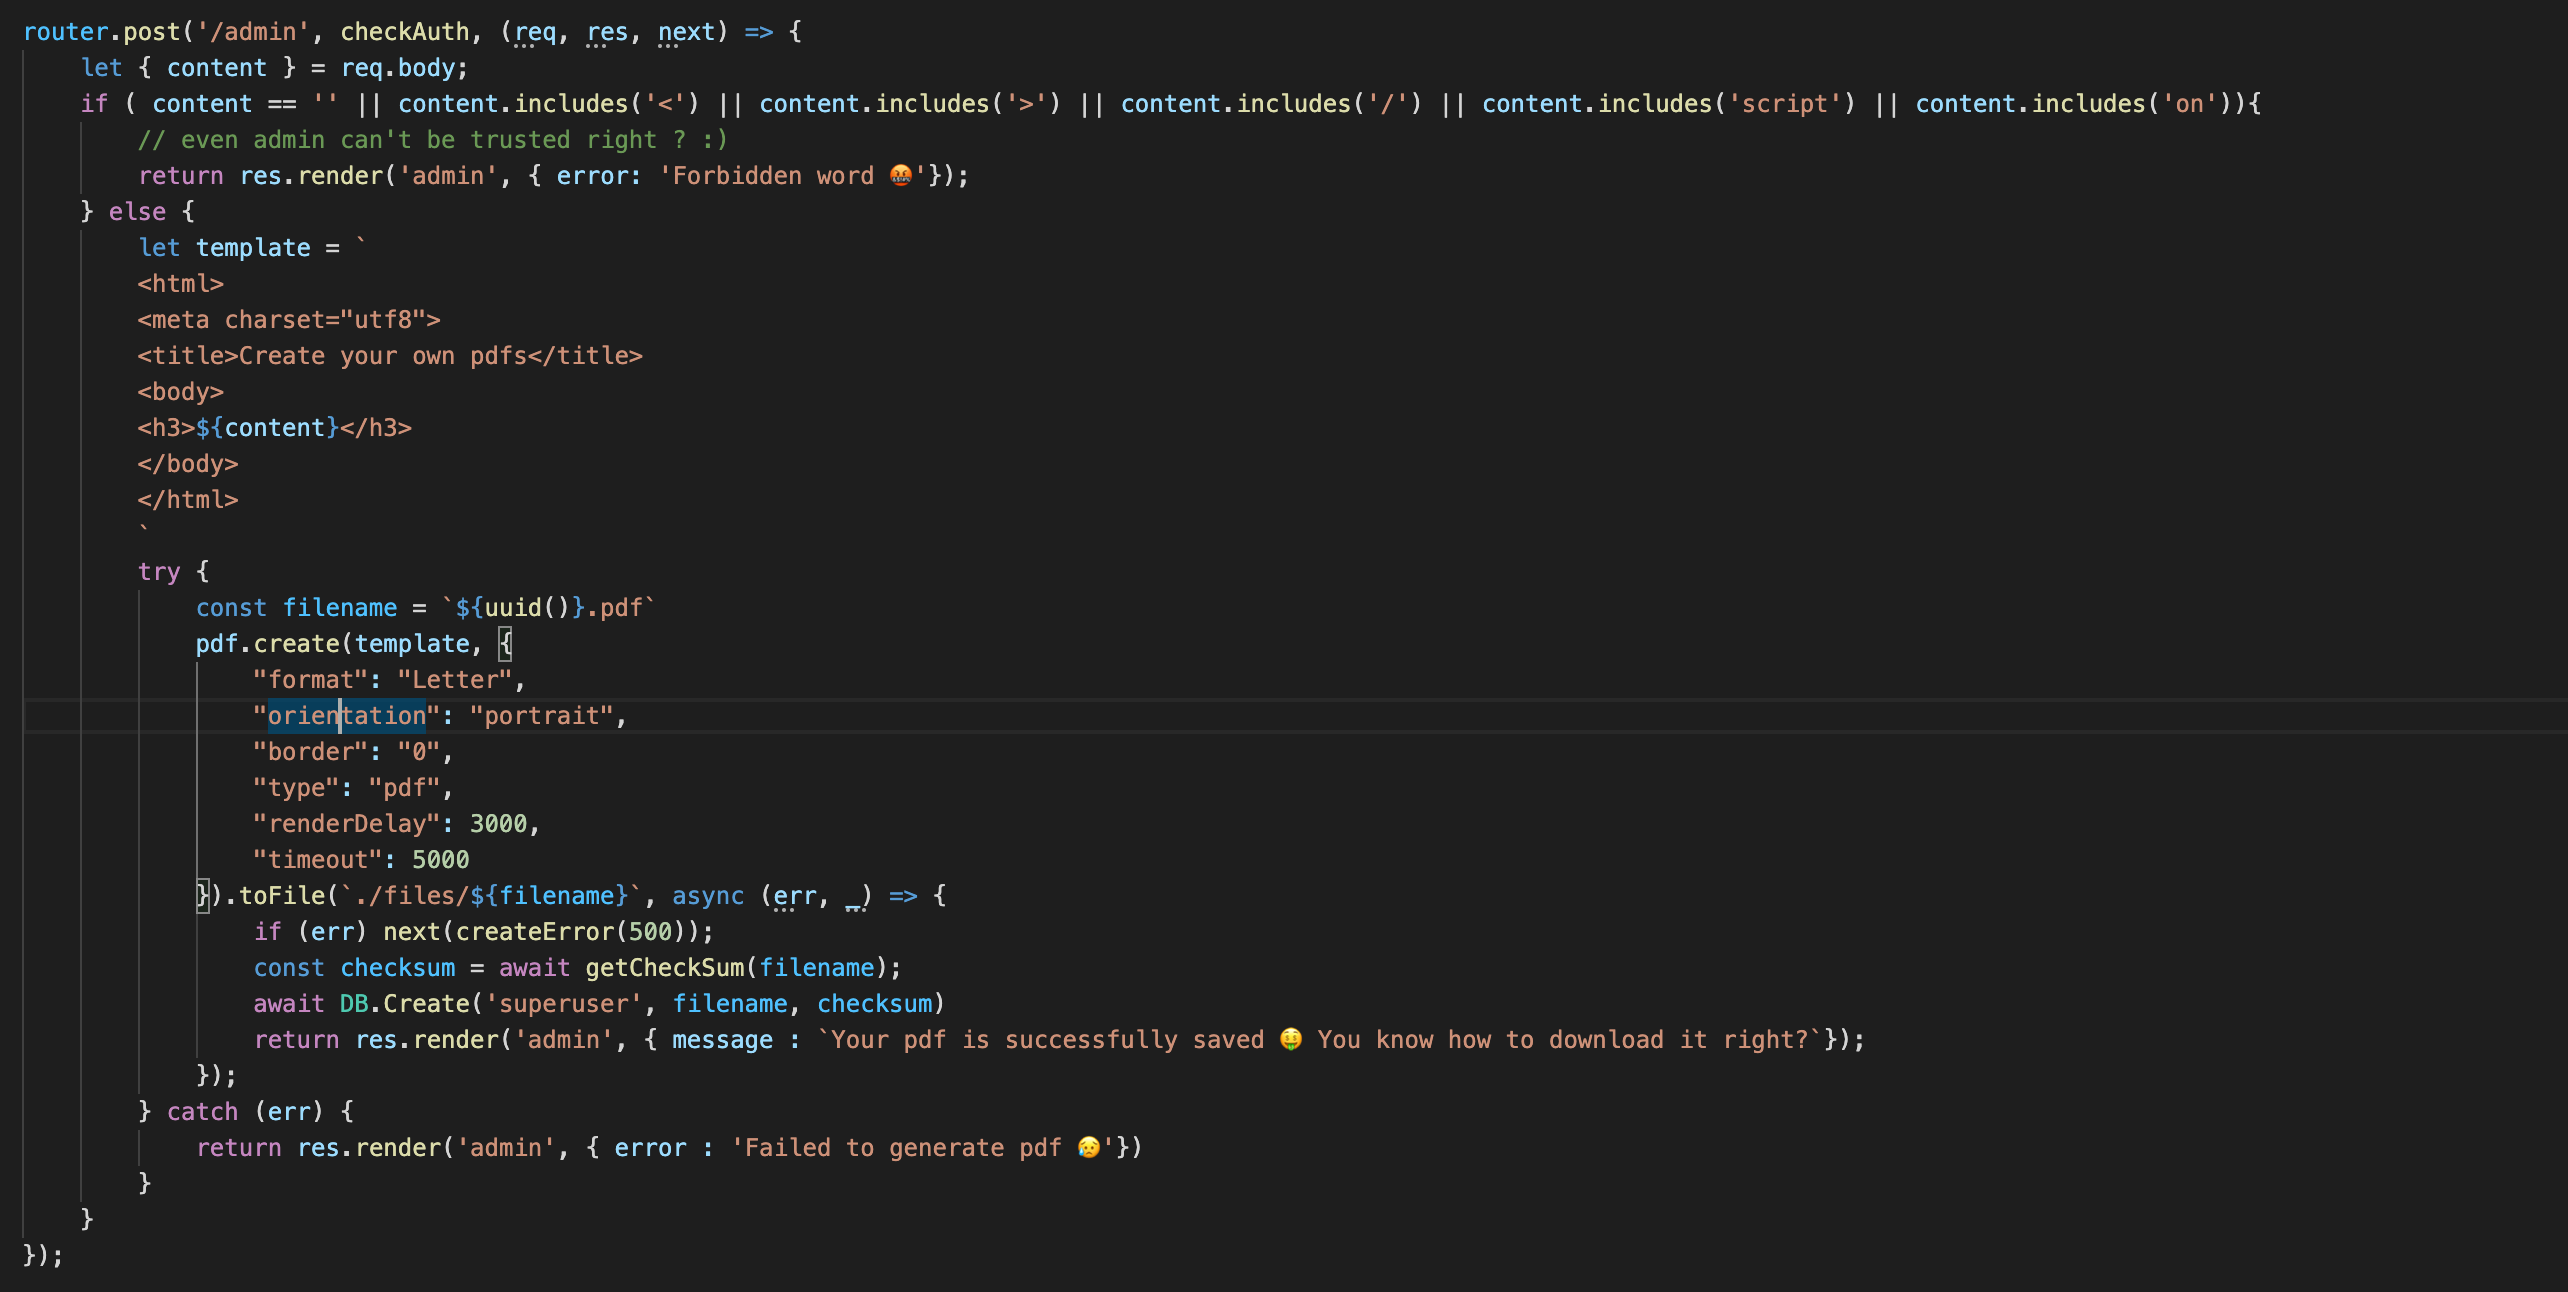 router.post('/admin', checkAuth, (req, res, next) => {
    let { content } = req.body;
    if ( content == '' || content.includes('<') || content.includes('>') || content.includes('/') || content.includes('script') || content.includes('on')){
        // even admin can't be trusted right ? :)
        return res.render('admin', { error: 'Forbidden word 🤬'});
    } else {
        let template = `
        <html>
        <meta charset="utf8">
        <title>Create your own pdfs</title>
        <body>
        <h3>${content}</h3>
        </body>
        </html>
        `
        try {
            const filename = `${uuid()}.pdf`
            pdf.create(template, {
                "format": "Letter",
                "orientation": "portrait",
                "border": "0",
                "type": "pdf",
                "renderDelay": 3000,
                "timeout": 5000
            }).toFile(`./files/${filename}`, async (err, _) => {
                if (err) next(createError(500));
                const checksum = await getCheckSum(filename);
                await DB.Create('superuser', filename, checksum)
                return res.render('admin', { message : `Your pdf is successfully saved 🤑 You know how to download it right?`});
            });
        } catch (err) {
            return res.render('admin', { error : 'Failed to generate pdf 😥'})
        }
    }
});